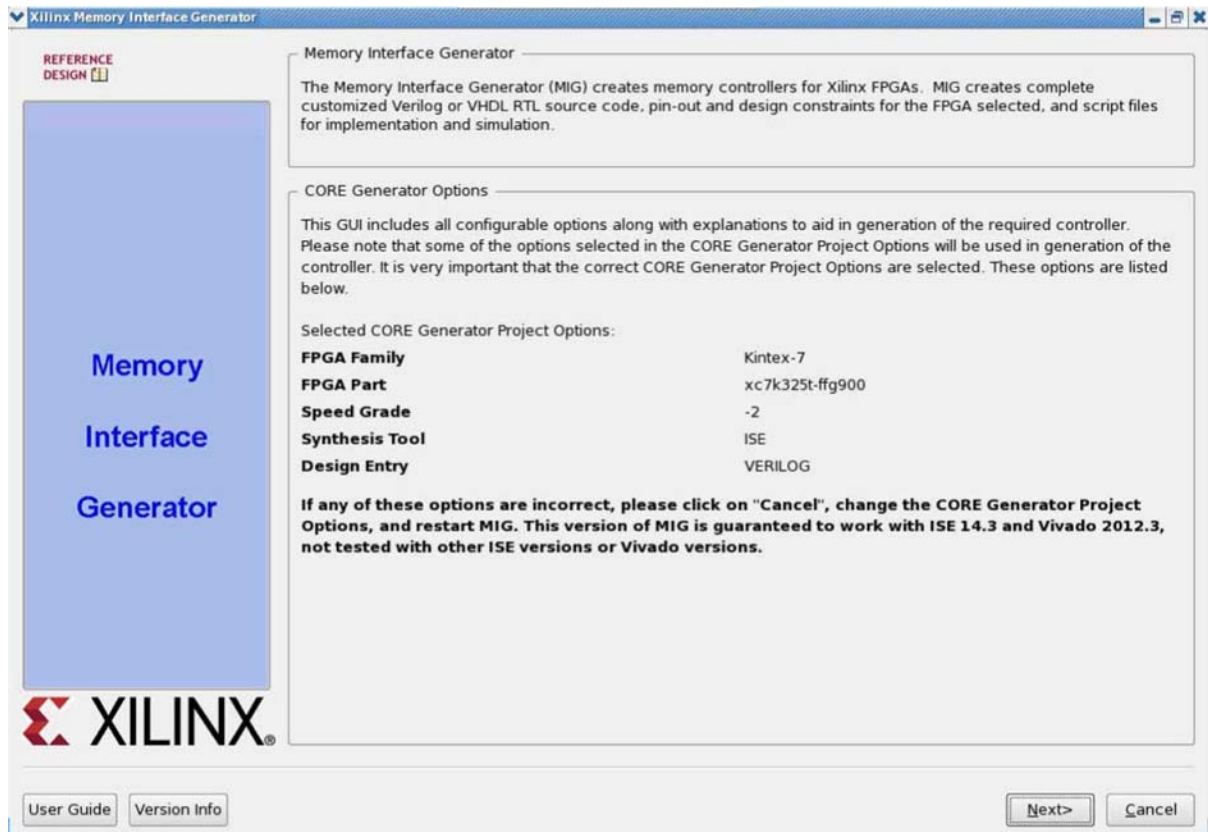 Xilinx Memory Interface Generator
REFERENCE
DESIGN
Memory Interface Generator
The Memory Interface Generator (MIG) creates memory controllers for Xilinx FPGAs.  MIG creates complete
customized Verilog or VHDL RTL source code, pin-out and design constraints for the FPGA selected, and script files
for implementation and simulation.
CORE Generator Options
This GUI includes all configurable options along with explanations to aid in generation of the required controller.
Please note that some of the options selected in the CORE Generator Project Options will be used in generation of the
controller. It is very important that the correct CORE Generator Project Options are selected. These options are listed
below.
Selected CORE Generator Project Options:
FPGA Family Kintex-7
FPGA Part xc7k325t-ffg900
Speed Grade -2
Synthesis Tool ISE
Design Entry VERILOG
If any of these options are incorrect, please click on "Cancel", change the CORE Generator Project
Options, and restart MIG. This version of MIG is guaranteed to work with ISE 14.3 and Vivado 2012.3,
not tested with other ISE versions or Vivado versions.
Memory
Interface
Generator
XILINX®
User Guide Version Info Next> Cancel